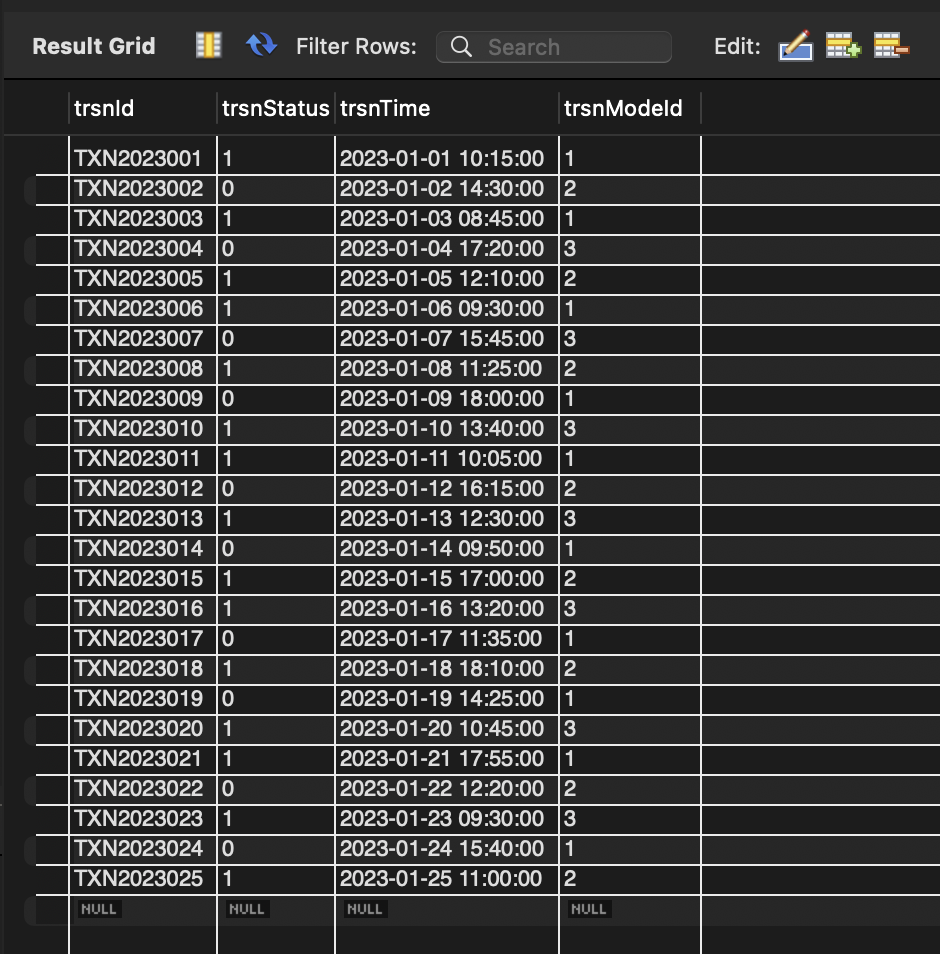 Result Grid Filter Rows: Search Edit:
trsnId trsnStatus trsnTime trsnModeId
TXN2023001 1 2023-01-01 10:15:00 1
TXN2023002 0 2023-01-02 14:30:00 2
TXN2023003 1 2023-01-03 08:45:00 1
TXN2023004 0 2023-01-04 17:20:00 3
TXN2023005 1 2023-01-05 12:10:00 2
TXN2023006 1 2023-01-06 09:30:00 1
TXN2023007 0 2023-01-07 15:45:00 3
TXN2023008 1 2023-01-08 11:25:00 2
TXN2023009 0 2023-01-09 18:00:00 1
TXN2023010 1 2023-01-10 13:40:00 3
TXN2023011 1 2023-01-11 10:05:00 1
TXN2023012 0 2023-01-12 16:15:00 2
TXN2023013 1 2023-01-13 12:30:00 3
TXN2023014 0 2023-01-14 09:50:00 1
TXN2023015 1 2023-01-15 17:00:00 2
TXN2023016 1 2023-01-16 13:20:00 3
TXN2023017 0 2023-01-17 11:35:00 1
TXN2023018 1 2023-01-18 18:10:00 2
TXN2023019 0 2023-01-19 14:25:00 1
TXN2023020 1 2023-01-20 10:45:00 3
TXN2023021 1 2023-01-21 17:55:00 1
TXN2023022 0 2023-01-22 12:20:00 2
TXN2023023 1 2023-01-23 09:30:00 3
TXN2023024 0 2023-01-24 15:40:00 1
TXN2023025 1 2023-01-25 11:00:00 2
NULL NULL NULL NULL